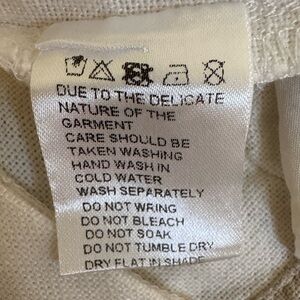 DUE TO THE DELICATE
NATURE OF THE
GARMENT
CARE SHOULD BE
TAKEN WASHING
HAND WASH IN
COLD WATER
WASH SEPARATELY
DO NOT WRING
DO NOT BLEACH
DO NOT SOAK
DO NOT TUMBLE DRY
DRY FLAT IN SHADE